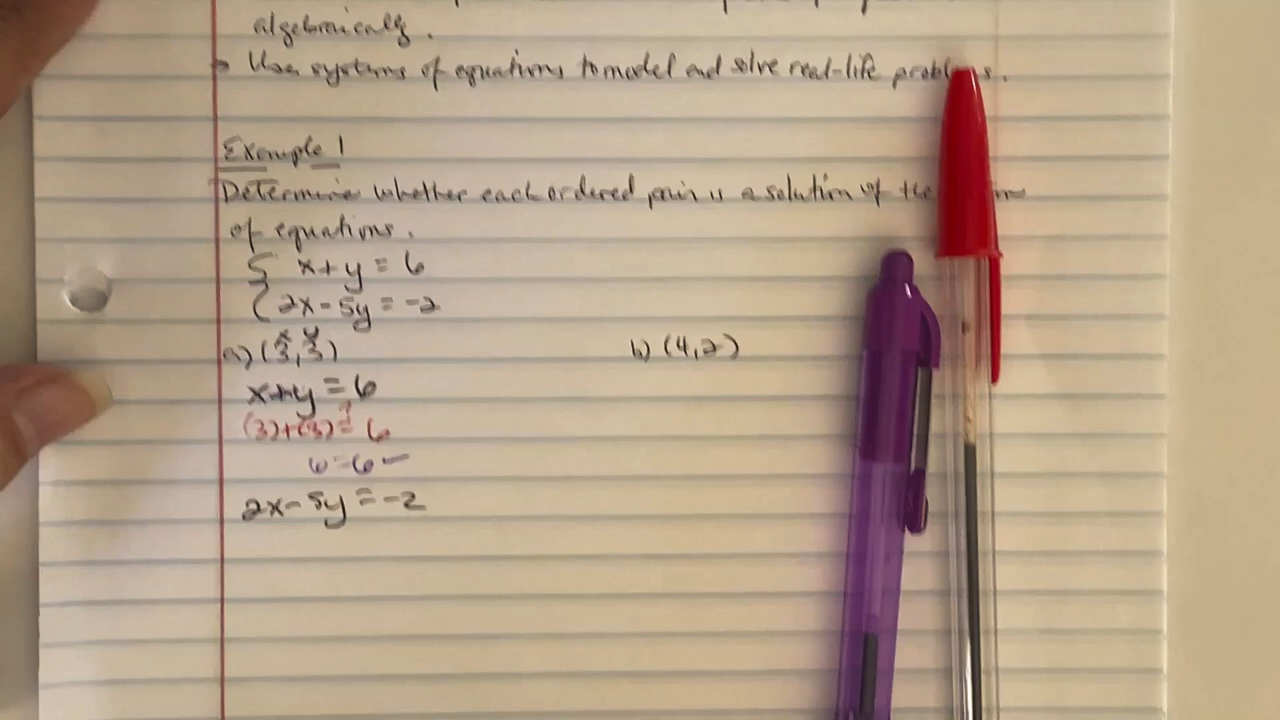 algebraically.
Use systems of equations to model and solve real-life problems.
Example 1
Determine whether each ordered pair is a solution of the
of equations.
{ x+y = 6
2x-5y = -2
x y
a) (3,3)
b) (4,2)
x+y = 6
(3)+(3) ?= 6
6=6
2x-5y = -2